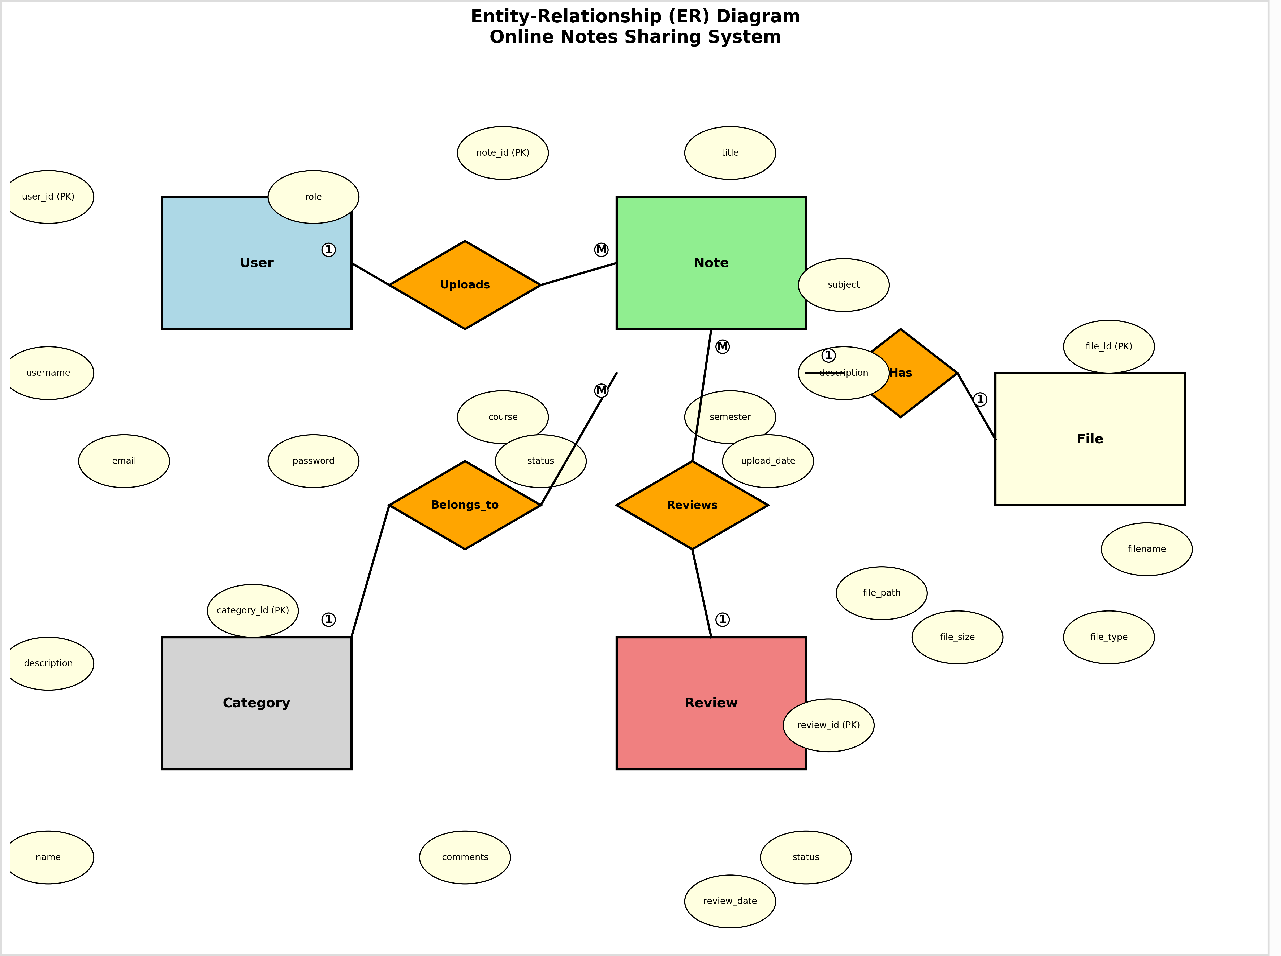 Entity-Relationship (ER) Diagram
Online Notes Sharing System
note_id (PK)
title
user_id (PK)
role
1
M
User
Uploads
Note
subject
M
1
file_id (PK)
username
description
Has
M
1
course
semester
File
email
password
status
upload_date
Belongs_to
Reviews
filename
file_path
category_id (PK)
1
1
file_size
file_type
description
Category
Review
review_id (PK)
name
comments
status
review_date